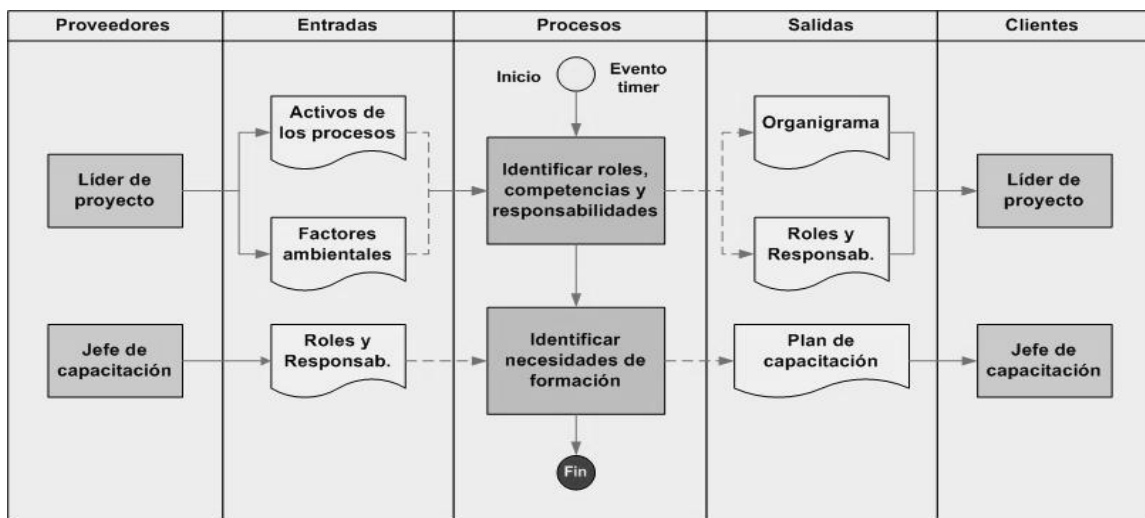 Proveedores
Entradas
Procesos
Salidas
Clientes
Inicio
Evento
timer
Activos de
los procesos
Organigrama
Líder de
proyecto
Identificar roles,
competencias y
responsabilidades
Líder de
proyecto
Factores
ambientales
Roles y
Responsab.
Jefe de
capacitación
Roles y
Responsab.
Identificar
necesidades de
formación
Plan de
capacitación
Jefe de
capacitación
Fin